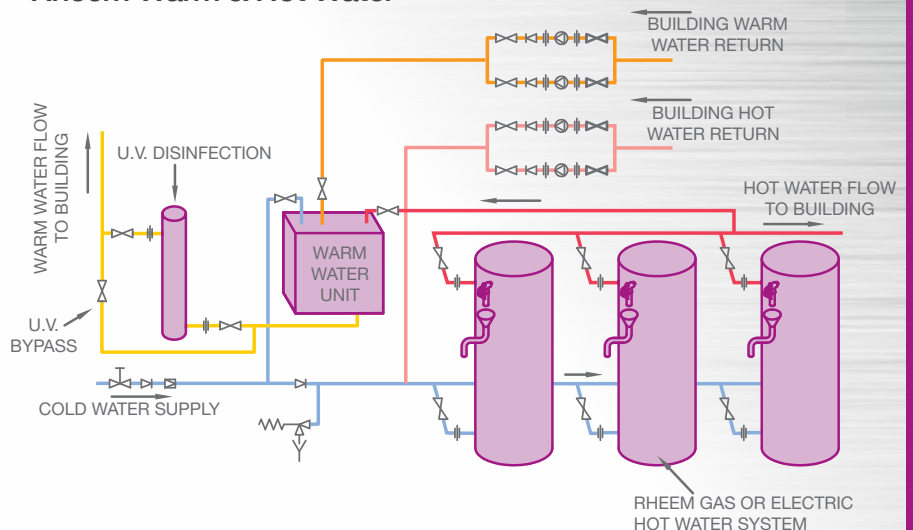 BUILDING WARM
WATER RETURN
BUILDING HOT
WATER RETURN
WARM WATER FLOW
TO BUILDING
U.V. DISINFECTION
HOT WATER FLOW
TO BUILDING
WARM
WATER
UNIT
U.V.
BYPASS
COLD WATER SUPPLY
RHEEM GAS OR ELECTRIC
HOT WATER SYSTEM